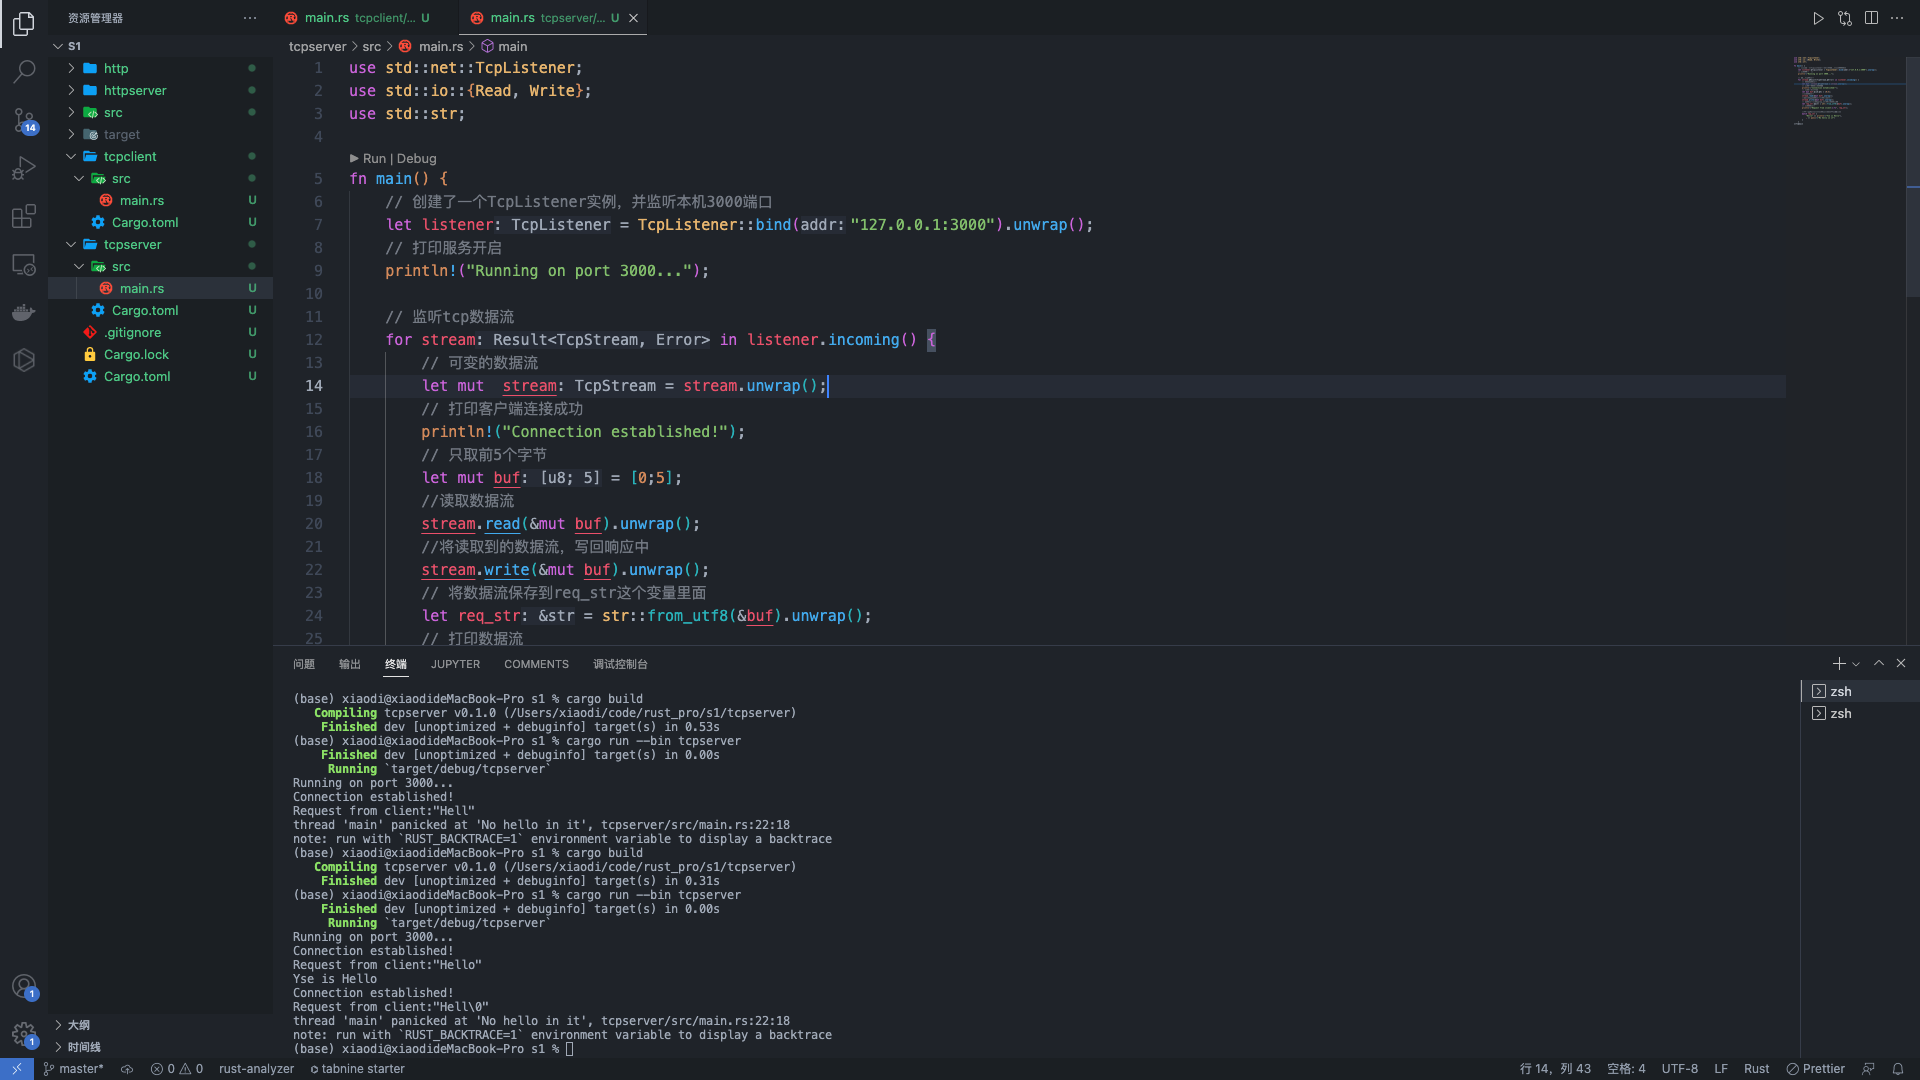 资源管理器
S1
http
httpserver
src
target
tcpclient
src
main.rs U
Cargo.toml U
tcpserver
src
main.rs U
Cargo.toml U
.gitignore U
Cargo.lock U
Cargo.toml U
大纲
时间线
14
1
1
main.rs tcpclient/... U
main.rs tcpserver/... U
tcpserver > src > main.rs > main
1 use std::net::TcpListener;
2 use std::io::{Read, Write};
3 use std::str;
4
Run | Debug
5 fn main() {
6 // 创建了一个TcpListener实例，并监听本机3000端口
7 let listener: TcpListener = TcpListener::bind(addr: "127.0.0.1:3000").unwrap();
8 // 打印服务开启
9 println!("Running on port 3000...");
10
11 // 监听tcp数据流
12 for stream: Result<TcpStream, Error> in listener.incoming() {
13 // 可变的数据流
14 let mut  stream: TcpStream = stream.unwrap();
15 // 打印客户端连接成功
16 println!("Connection established!");
17 // 只取前5个字节
18 let mut buf: [u8; 5] = [0;5];
19 //读取数据流
20 stream.read(&mut buf).unwrap();
21 //将读取到的数据流，写回响应中
22 stream.write(&mut buf).unwrap();
23 // 将数据流保存到req_str这个变量里面
24 let req_str: &str = str::from_utf8(&buf).unwrap();
25 // 打印数据流
问题 输出 终端 JUPYTER COMMENTS 调试控制台
(base) xiaodi@xiaodideMacBook-Pro s1 % cargo build
Compiling tcpserver v0.1.0 (/Users/xiaodi/code/rust_pro/s1/tcpserver)
Finished dev [unoptimized + debuginfo] target(s) in 0.53s
(base) xiaodi@xiaodideMacBook-Pro s1 % cargo run --bin tcpserver
Finished dev [unoptimized + debuginfo] target(s) in 0.00s
Running `target/debug/tcpserver`
Running on port 3000...
Connection established!
Request from client:"Hell"
thread 'main' panicked at 'No hello in it', tcpserver/src/main.rs:22:18
note: run with `RUST_BACKTRACE=1` environment variable to display a backtrace
(base) xiaodi@xiaodideMacBook-Pro s1 % cargo build
Compiling tcpserver v0.1.0 (/Users/xiaodi/code/rust_pro/s1/tcpserver)
Finished dev [unoptimized + debuginfo] target(s) in 0.31s
(base) xiaodi@xiaodideMacBook-Pro s1 % cargo run --bin tcpserver
Finished dev [unoptimized + debuginfo] target(s) in 0.00s
Running `target/debug/tcpserver`
Running on port 3000...
Connection established!
Request from client:"Hello"
Yse is Hello
Connection established!
Request from client:"Hell\0"
thread 'main' panicked at 'No hello in it', tcpserver/src/main.rs:22:18
note: run with `RUST_BACKTRACE=1` environment variable to display a backtrace
(base) xiaodi@xiaodideMacBook-Pro s1 %
zsh
zsh
master* 0 0 rust-analyzer tabnine starter 行 14，列 43 空格: 4 UTF-8 LF Rust Prettier